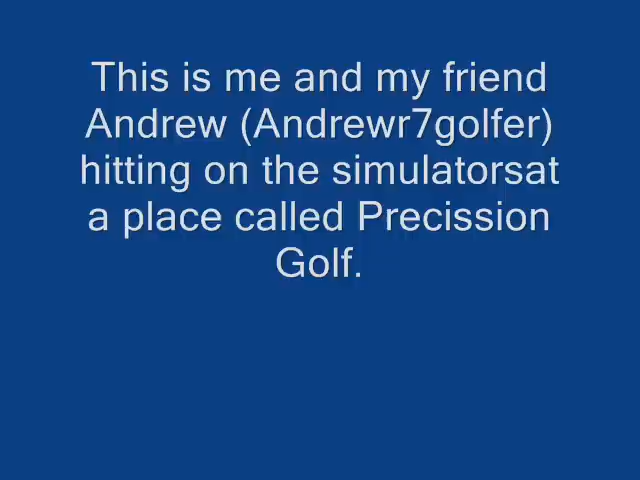 This is me and my friend
Andrew (Andrewr7golfer)
hitting on the simulatorsat
a place called Precission
Golf.